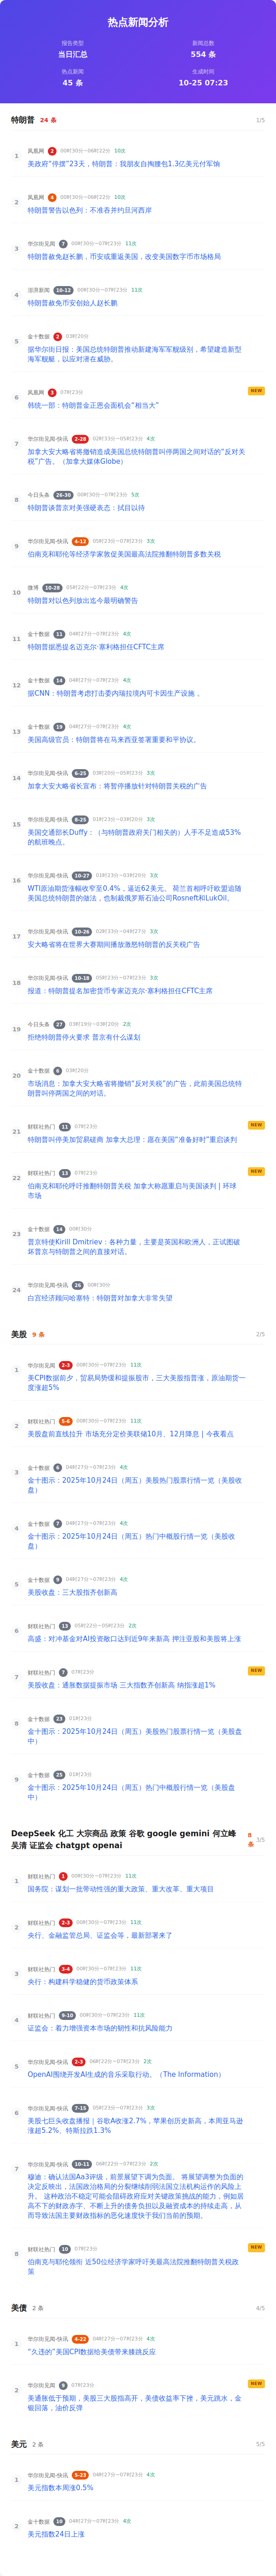 热点新闻分析
报告类型
当日汇总
新闻总数
554 条
热点新闻
45 条
生成时间
10-25 07:23
特朗普 24 条 1/5
1
凤凰网 2 00时30分~06时22分 10次
美政府“停摆”23天，特朗普：我朋友自掏腰包1.3亿美元付军饷
2
凤凰网 4 00时30分~06时22分 10次
特朗普警告以色列：不准吞并约旦河西岸
3
华尔街见闻 7 00时30分~07时23分 11次
特朗普赦免赵长鹏，币安或重返美国，改变美国数字货币市场格局
4
澎湃新闻 10-12 00时30分~07时23分 11次
特朗普赦免币安创始人赵长鹏
5
金十数据 2 03时20分
据华尔街日报：美国总统特朗普推动新建海军军舰级别，希望建造新型
海军舰艇，以应对潜在威胁。
6
凤凰网 3 07时23分
NEW
韩统一部：特朗普金正恩会面机会“相当大”
7
华尔街见闻-快讯 2-28 02时33分~05时23分 4次
加拿大安大略省将撤销造成美国总统特朗普叫停两国之间对话的“反对关
税”广告。（加拿大媒体Globe）
8
今日头条 26-30 00时30分~07时23分 5次
特朗普谈普京对美强硬表态：拭目以待
9
华尔街见闻-快讯 4-12 05时23分~07时23分 3次
伯南克和耶伦等经济学家敦促美国最高法院推翻特朗普多数关税
10
微博 10-28 05时22分~07时23分 4次
特朗普对以色列放出迄今最明确警告
11
金十数据 11 04时27分~07时23分 4次
特朗普据悉提名迈克尔·塞利格担任CFTC主席
12
金十数据 14 04时27分~07时23分 4次
据CNN：特朗普考虑打击委内瑞拉境内可卡因生产设施 。
13
金十数据 19 04时27分~07时23分 4次
美国高级官员：特朗普将在马来西亚签署重要和平协议。
14
华尔街见闻-快讯 6-25 03时20分~05时23分 3次
加拿大安大略省长宣布：将暂停播放针对特朗普关税的广告
15
华尔街见闻-快讯 8-25 01时23分~03时20分 3次
美国交通部长Duffy：（与特朗普政府关门相关的）人手不足造成53%
的航班晚点。
16
华尔街见闻-快讯 10-27 01时23分~03时20分 3次
WTI原油期货涨幅收窄至0.4%，逼近62美元。 荷兰首相呼吁欧盟追随
美国总统特朗普的做法，也制裁俄罗斯石油公司Rosneft和LukOil。
17
华尔街见闻-快讯 10-26 02时33分~04时27分 3次
安大略省将在世界大赛期间播放激怒特朗普的反关税广告
18
华尔街见闻-快讯 10-18 05时23分~07时23分 3次
报道：特朗普提名加密货币专家迈克尔·塞利格担任CFTC主席
19
今日头条 27 03时19分~03时20分 2次
拒绝特朗普停火要求 普京有什么谋划
20
金十数据 6 03时20分
市场消息：加拿大安大略省将撤销“反对关税”的广告，此前美国总统特
朗普叫停两国之间的对话。
21
财联社热门 11 07时23分
NEW
特朗普叫停美加贸易磋商 加拿大总理：愿在美国“准备好时”重启谈判
22
财联社热门 13 07时23分
NEW
伯南克和耶伦呼吁推翻特朗普关税 加拿大称愿重启与美国谈判 | 环球
市场
23
金十数据 14 00时30分
普京特使Kirill Dmitriev：各种力量，主要是英国和欧洲人，正试图破
坏普京与特朗普之间的直接对话。
24
华尔街见闻-快讯 26 00时30分
白宫经济顾问哈塞特：特朗普对加拿大非常失望
美股 9 条 2/5
1
华尔街见闻 2-3 00时30分~07时23分 11次
美CPI数据前夕，贸易局势缓和提振股市，三大美股指普涨，原油期货一
度涨超5%
2
财联社热门 5-6 00时30分~07时23分 11次
美股盘前直线拉升 市场充分定价美联储10月、12月降息 | 今夜看点
3
金十数据 6 04时27分~07时23分 4次
金十图示：2025年10月24日（周五）美股热门股票行情一览（美股收
盘）
4
金十数据 7 04时27分~07时23分 4次
金十图示：2025年10月24日（周五）热门中概股行情一览（美股收
盘）
5
金十数据 9 04时27分~07时23分 4次
美股收盘：三大股指齐创新高
6
财联社热门 13 05时22分~05时23分 2次
高盛：对冲基金对AI投资敞口达到近9年来新高 押注亚股和美股将上涨
7
财联社热门 7 07时23分
NEW
美股收盘：通胀数据提振市场 三大指数齐创新高 纳指涨超1%
8
金十数据 23 01时23分
金十图示：2025年10月24日（周五）美股热门股票行情一览（美股盘
中）
9
金十数据 25 01时23分
金十图示：2025年10月24日（周五）热门中概股行情一览（美股盘
中）
DeepSeek 化工 大宗商品 政策 谷歌 google gemini 何立峰
吴清 证监会 chatgpt openai
8 条 3/5
1
财联社热门 1 00时30分~07时23分 11次
国务院：谋划一批带动性强的重大政策、重大改革、重大项目
2
财联社热门 2-3 00时30分~07时23分 11次
央行、金融监管总局、证监会等，最新部署来了
3
财联社热门 3-4 00时30分~07时23分 11次
央行：构建科学稳健的货币政策体系
4
财联社热门 9-10 00时30分~07时23分 11次
证监会：着力增强资本市场的韧性和抗风险能力
5
华尔街见闻-快讯 2-3 06时22分~07时23分 2次
OpenAI围绕开发AI生成的音乐采取行动。（The Information）
6
华尔街见闻-快讯 7-15 05时23分~07时23分 3次
美股七巨头收盘播报 | 谷歌A收涨2.7%，苹果创历史新高，本周亚马逊
涨超5.2%、特斯拉跌1.3%
7
华尔街见闻-快讯 10-11 06时22分~07时23分 2次
穆迪：确认法国Aa3评级，前景展望下调为负面。 将展望调整为负面的
决定反映出，法国政治格局的分裂继续削弱法国立法机构运作的风险上
升。 这种政治不稳定可能会阻碍政府应对关键政策挑战的能力，例如居
高不下的财政赤字、不断上升的债务负担以及融资成本的持续走高，从
而导致法国主要财政指标的恶化速度快于我们当前的预期。
8
财联社热门 10 07时23分
NEW
伯南克与耶伦领衔 近50位经济学家呼吁美最高法院推翻特朗普关税政
策
美债 2 条 4/5
1
华尔街见闻-快讯 4-22 04时27分~07时23分 4次
“久违的”美国CPI数据给美债带来膝跳反应
2
华尔街见闻 9 07时23分
NEW
美通胀低于预期，美股三大股指高开，美债收益率下挫，美元跳水，金
银回落，油价反弹
美元 2 条 5/5
1
华尔街见闻-快讯 5-23 04时27分~07时23分 4次
美元指数本周涨0.5%
2
金十数据 10 04时27分~07时23分 4次
美元指数24日上涨